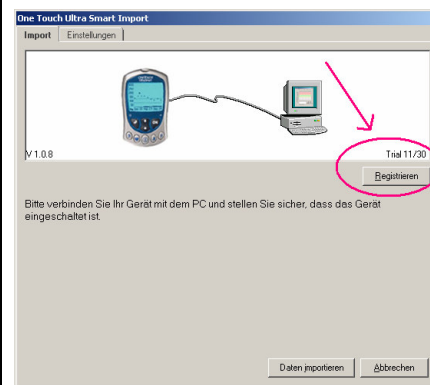 One Touch Ultra Smart Import
Import Einstellungen
V 1.0.8 Trial 11/30
Registrieren
Bitte verbinden Sie Ihr Gerät mit dem PC und stellen Sie sicher, dass das Gerät
eingeschaltet ist.
Daten importieren Abbrechen